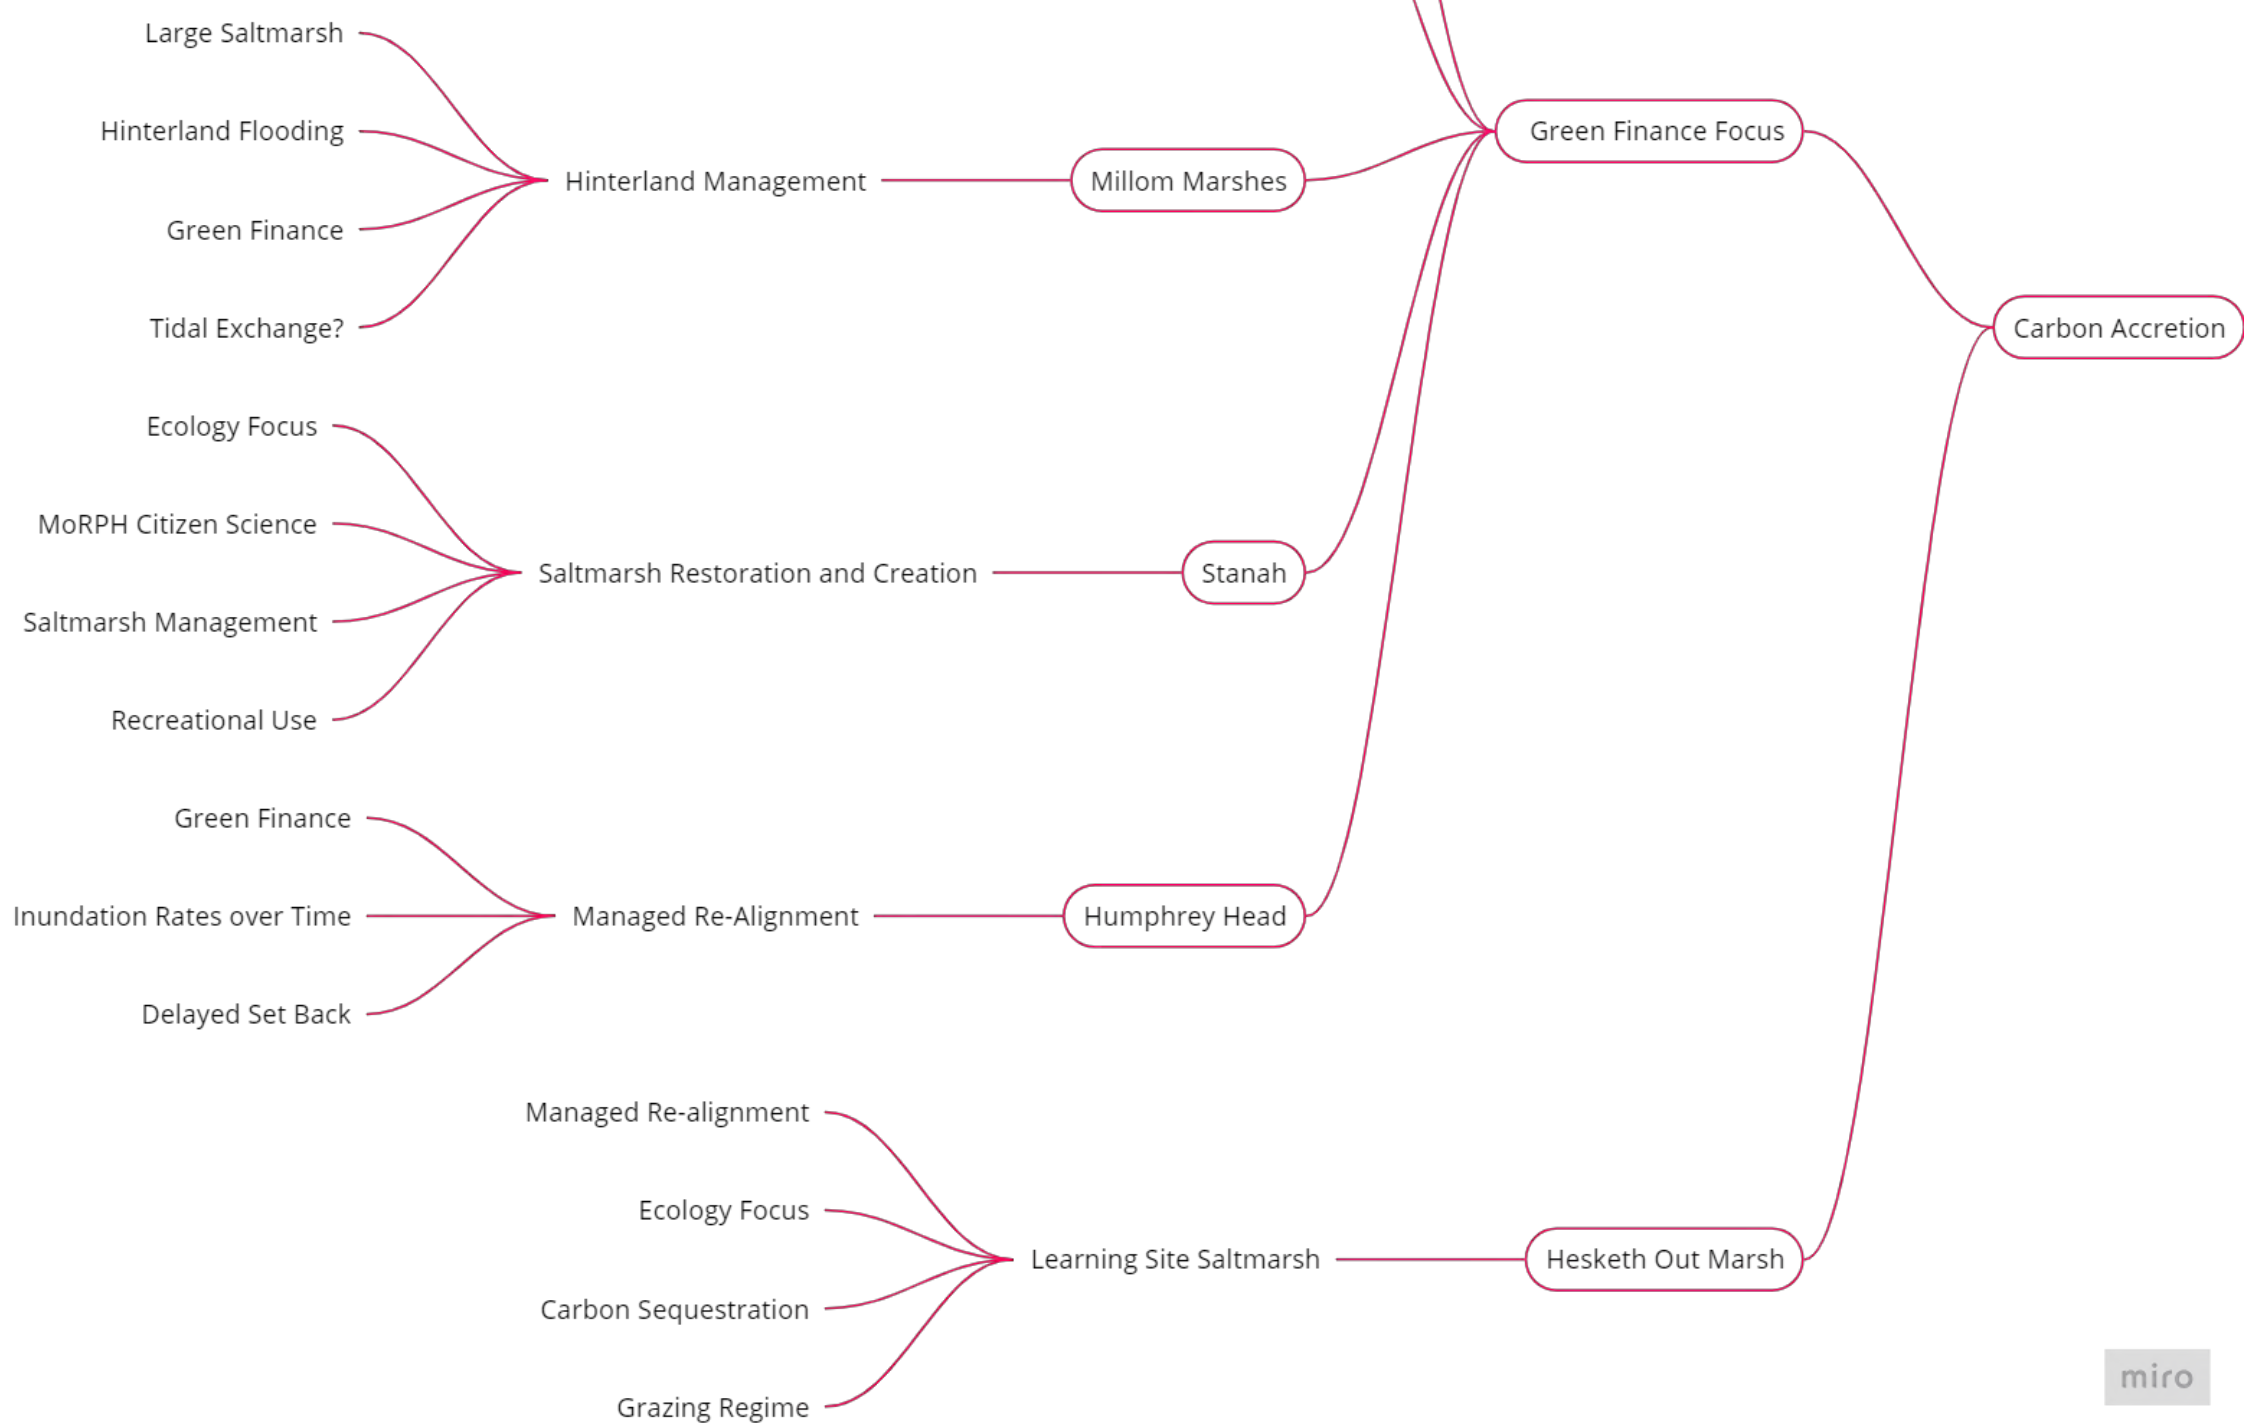 Large Saltmarsh
Hinterland Flooding
Green Finance
Tidal Exchange?
Hinterland Management
Millom Marshes
Green Finance Focus
Carbon Accretion
Ecology Focus
MoRPH Citizen Science
Saltmarsh Management
Recreational Use
Saltmarsh Restoration and Creation
Stanah
Green Finance
Inundation Rates over Time
Delayed Set Back
Managed Re-Alignment
Humphrey Head
Managed Re-alignment
Ecology Focus
Carbon Sequestration
Grazing Regime
Learning Site Saltmarsh
Hesketh Out Marsh
miro